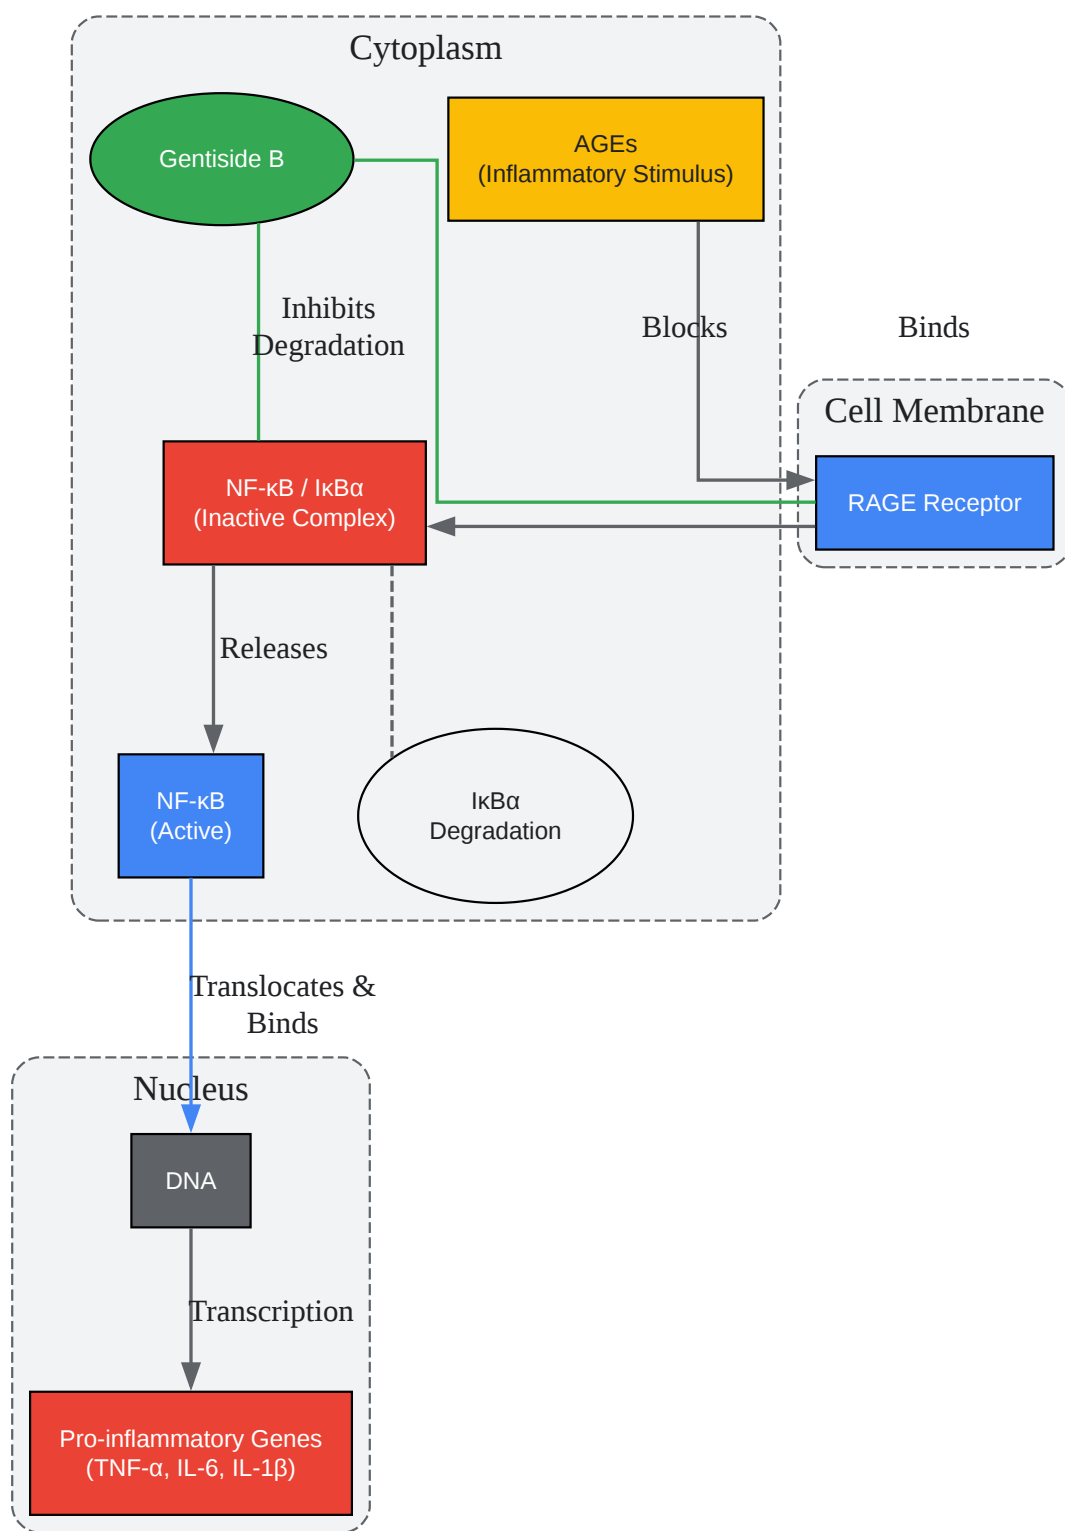 Cytoplasm
Gentiside B
AGEs
(Inflammatory Stimulus)
Inhibits
Degradation
Blocks
Binds
Cell Membrane
NF-κB / IκBα
(Inactive Complex)
RAGE Receptor
Releases
NF-κB
(Active)
IκBα
Degradation
Translocates &
Binds
Nucleus
DNA
Transcription
Pro-inflammatory Genes
(TNF-α, IL-6, IL-1β)